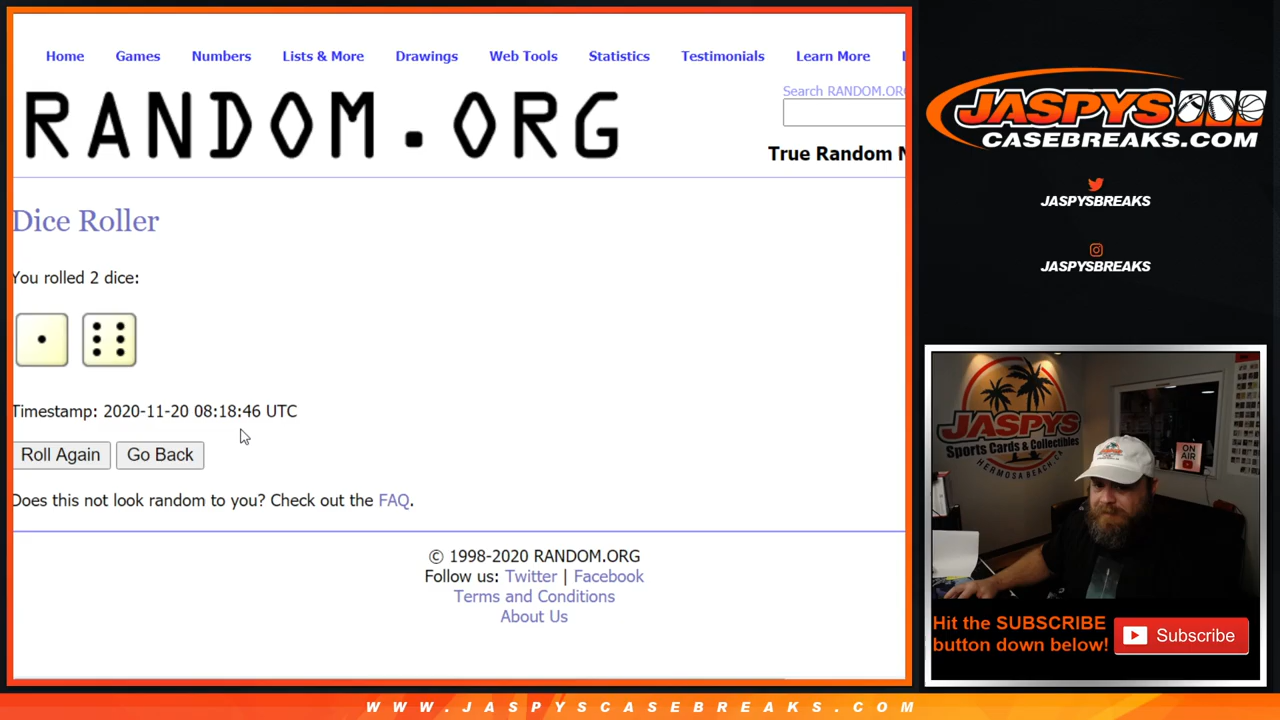 Home Games Numbers Lists & More Drawings Web Tools Statistics Testimonials Learn More
RANDOM.ORG
Search RANDOM.OR
True Random N
Dice Roller
You rolled 2 dice:
Timestamp: 2020-11-20 08:18:46 UTC
Roll Again Go Back
Does this not look random to you? Check out the FAQ.
© 1998-2020 RANDOM.ORG
Follow us: Twitter | Facebook
Terms and Conditions
About Us
JASPYS
CASEBREAKS.COM
JASPYSBREAKS
JASPYSBREAKS
JASPYS
Sports Cards & Collectibles
HERMOSA BEACH, CA
ON
AIR
Hit the SUBSCRIBE
button down below!
Subscribe
WWW.JASPYSCASEBREAKS.COM